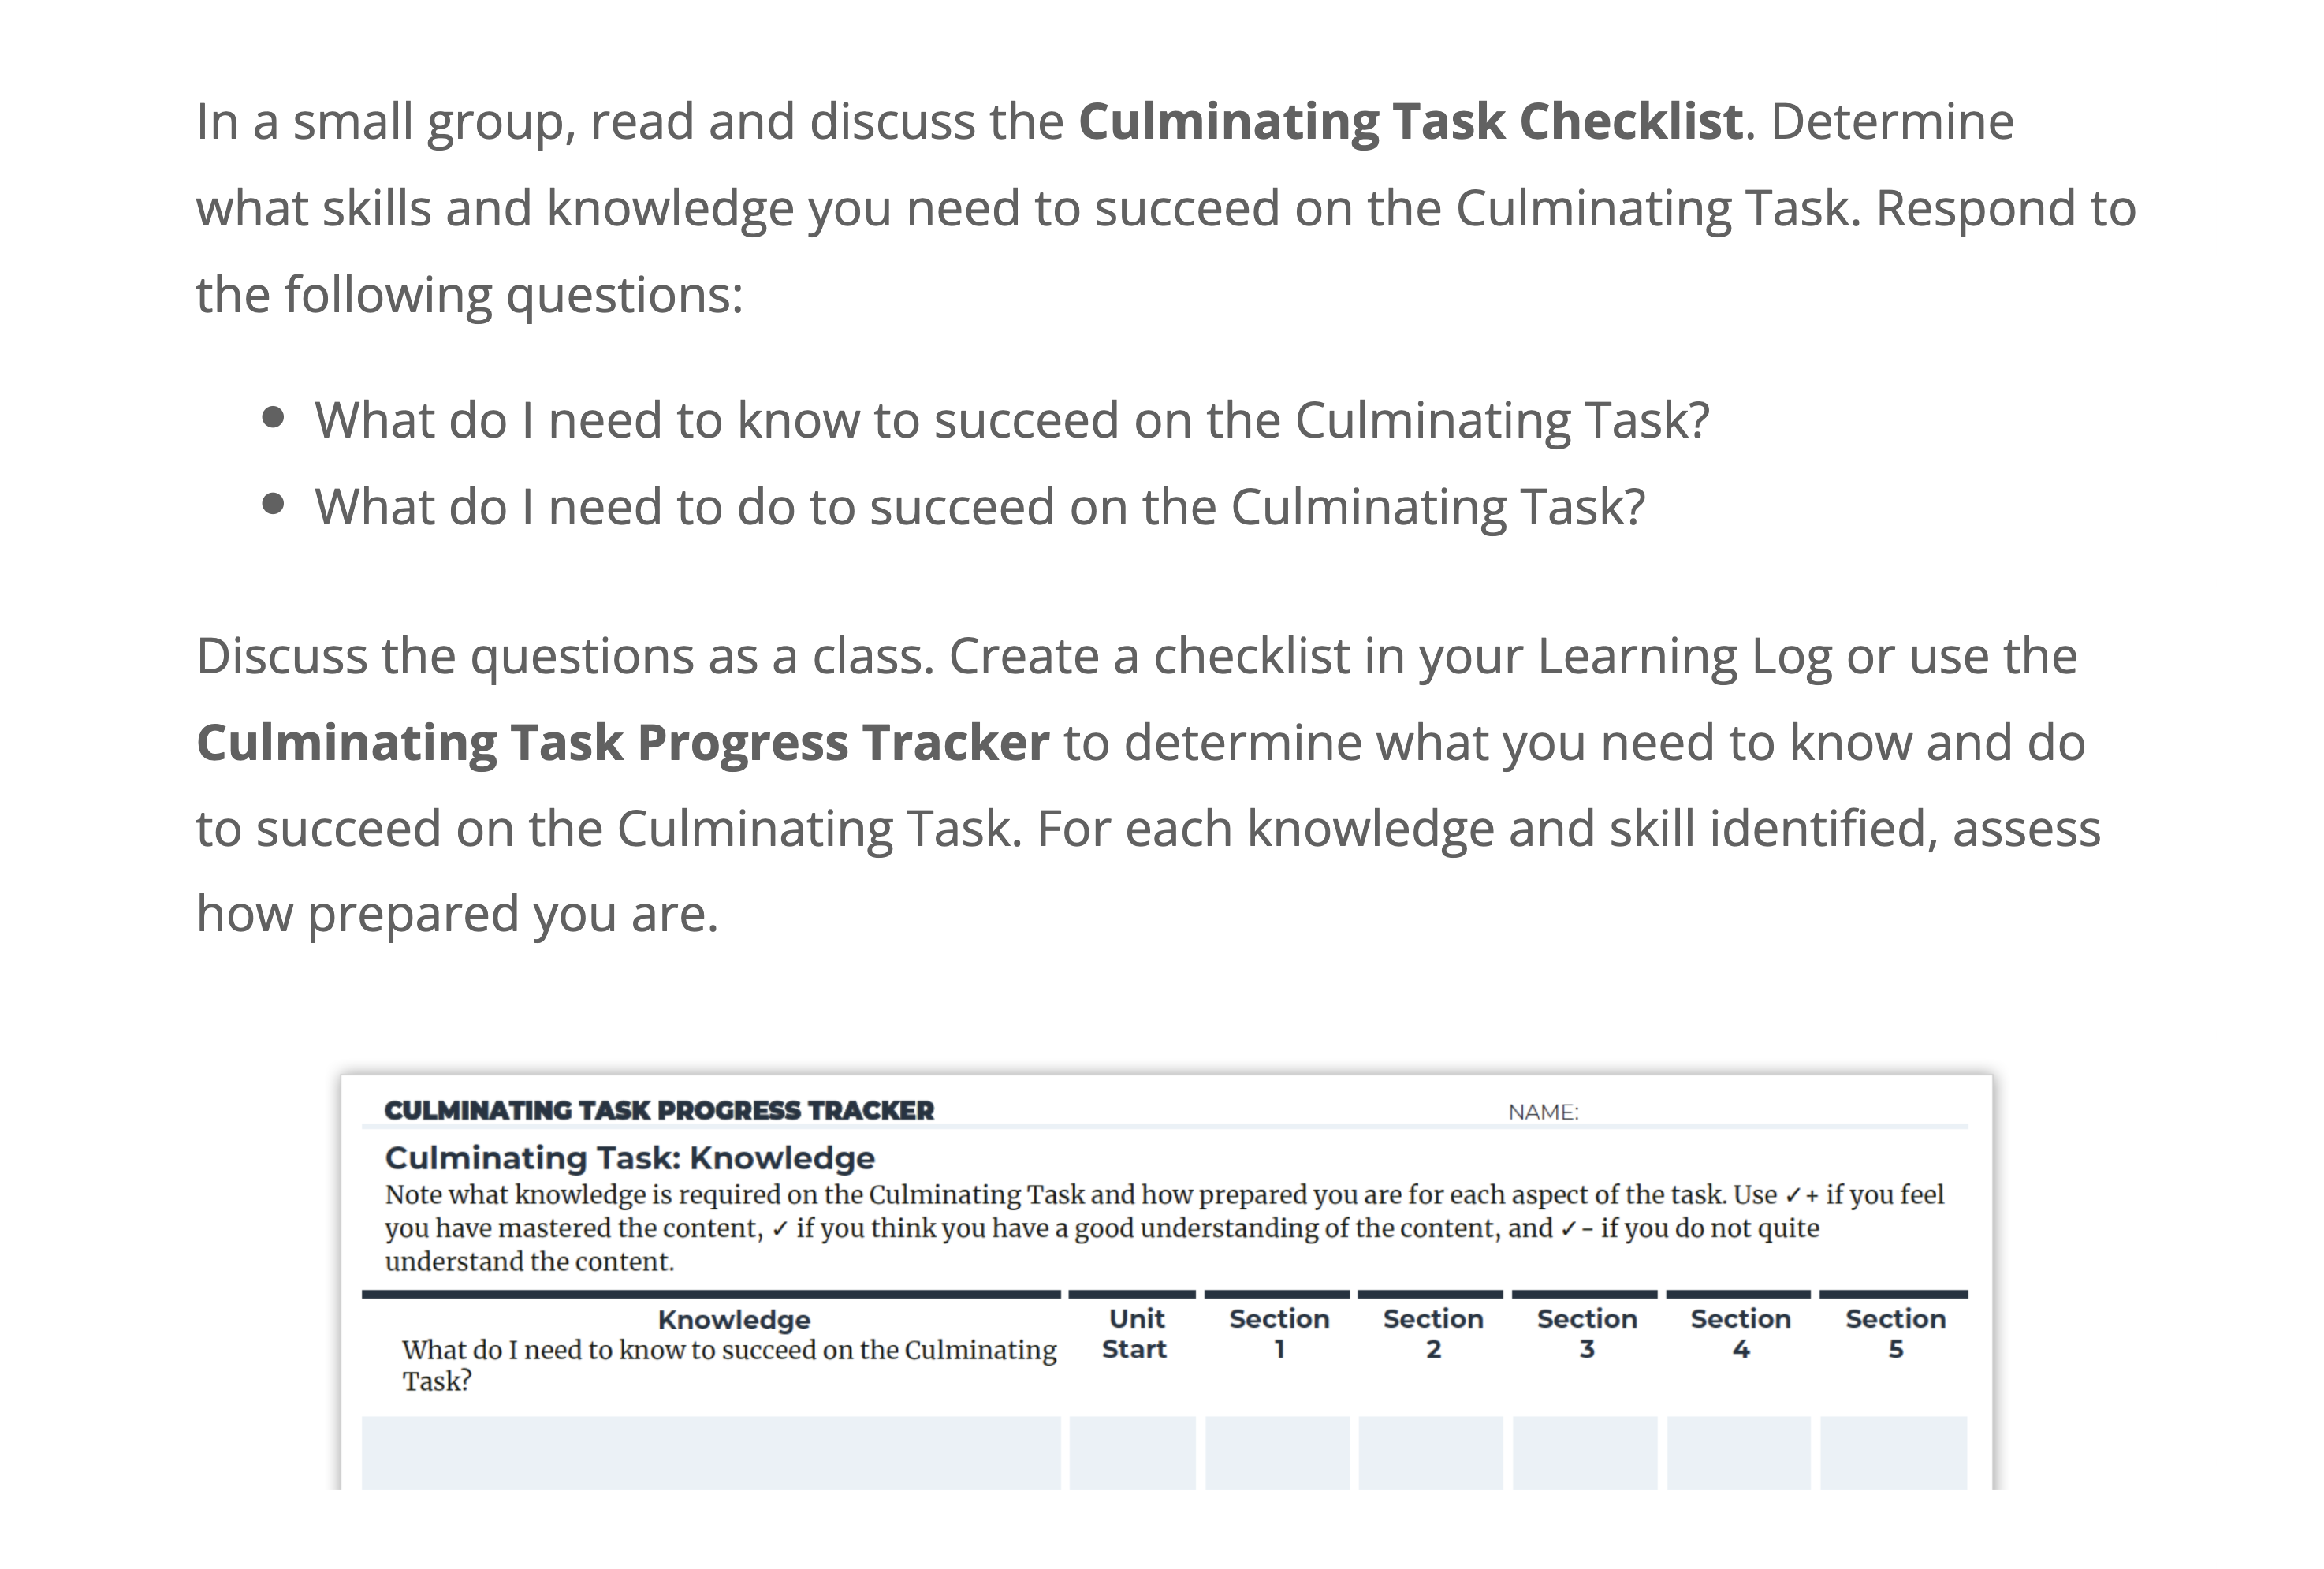 In a small group, read and discuss the Culminating Task Checklist. Determine
what skills and knowledge you need to succeed on the Culminating Task. Respond to
the following questions:
• What do I need to know to succeed on the Culminating Task?
• What do I need to do to succeed on the Culminating Task?
Discuss the questions as a class. Create a checklist in your Learning Log or use the
Culminating Task Progress Tracker to determine what you need to know and do
to succeed on the Culminating Task. For each knowledge and skill identified, assess
how prepared you are.
CULMINATING TASK PROGRESS TRACKER NAME:
Culminating Task: Knowledge
Note what knowledge is required on the Culminating Task and how prepared you are for each aspect of the task. Use ✓+ if you feel
you have mastered the content, ✓ if you think you have a good understanding of the content, and ✓− if you do not quite
understand the content.
Knowledge
What do I need to know to succeed on the Culminating
Task?
Unit
Start
Section
1
Section
2
Section
3
Section
4
Section
5